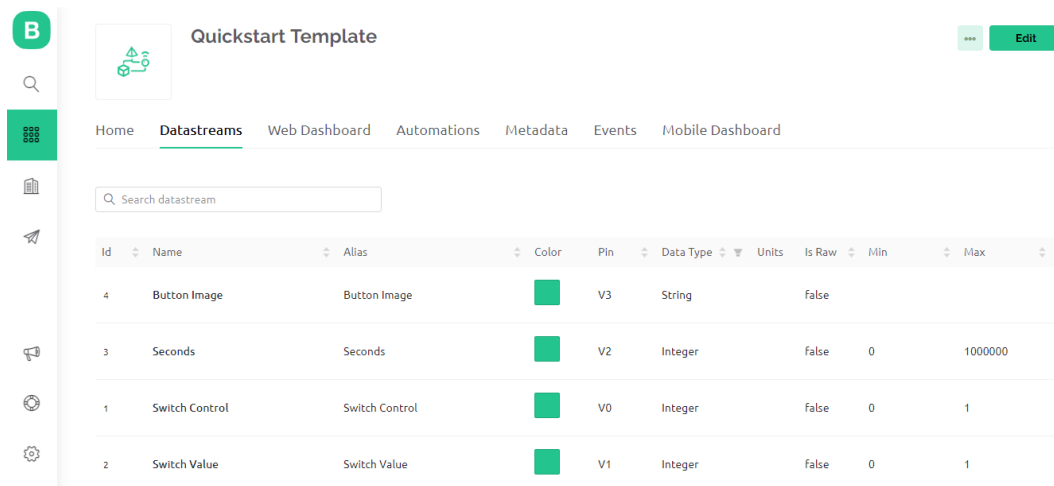 B
Quickstart Template
Edit
Home Datastreams Web Dashboard Automations Metadata Events Mobile Dashboard
Search datastream
Id Name Alias Color Pin Data Type Units Is Raw Min Max
4 Button Image Button Image V3 String false
3 Seconds Seconds V2 Integer false 0 1000000
1 Switch Control Switch Control V0 Integer false 0 1
2 Switch Value Switch Value V1 Integer false 0 1